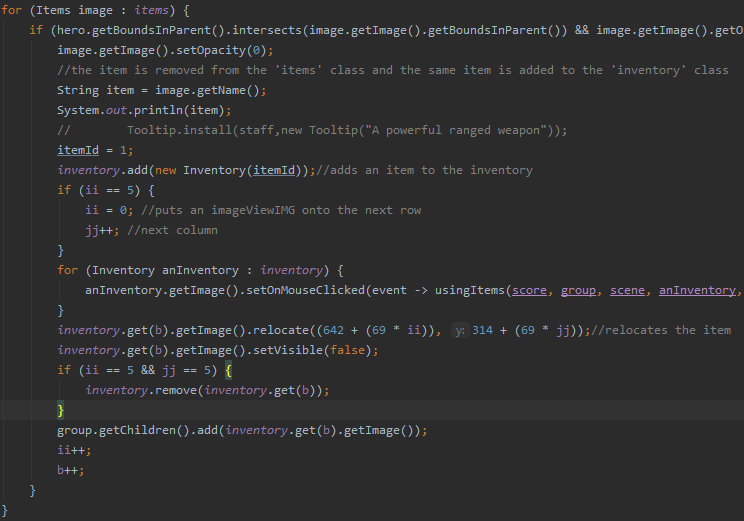 for (Items image : items) {
    if (hero.getBoundsInParent().intersects(image.getImage().getBoundsInParent()) && image.getImage().getO
        image.getImage().setOpacity(0);
        //the item is removed from the 'items' class and the same item is added to the 'inventory' class
        String item = image.getName();
        System.out.println(item);
        //        Tooltip.install(staff,new Tooltip("A powerful ranged weapon"));
        itemId = 1;
        inventory.add(new Inventory(itemId));//adds an item to the inventory
        if (ii == 5) {
            ii = 0; //puts an imageViewIMG onto the next row
            jj++; //next column
        }
        for (Inventory anInventory : inventory) {
            anInventory.getImage().setOnMouseClicked(event -> usingItems(score, group, scene, anInventory,
        }
        inventory.get(b).getImage().relocate((642 + (69 * ii)), y: 314 + (69 * jj));//relocates the item
        inventory.get(b).getImage().setVisible(false);
        if (ii == 5 && jj == 5) {
            inventory.remove(inventory.get(b));
        }
        group.getChildren().add(inventory.get(b).getImage());
        ii++;
        b++;
    }
}